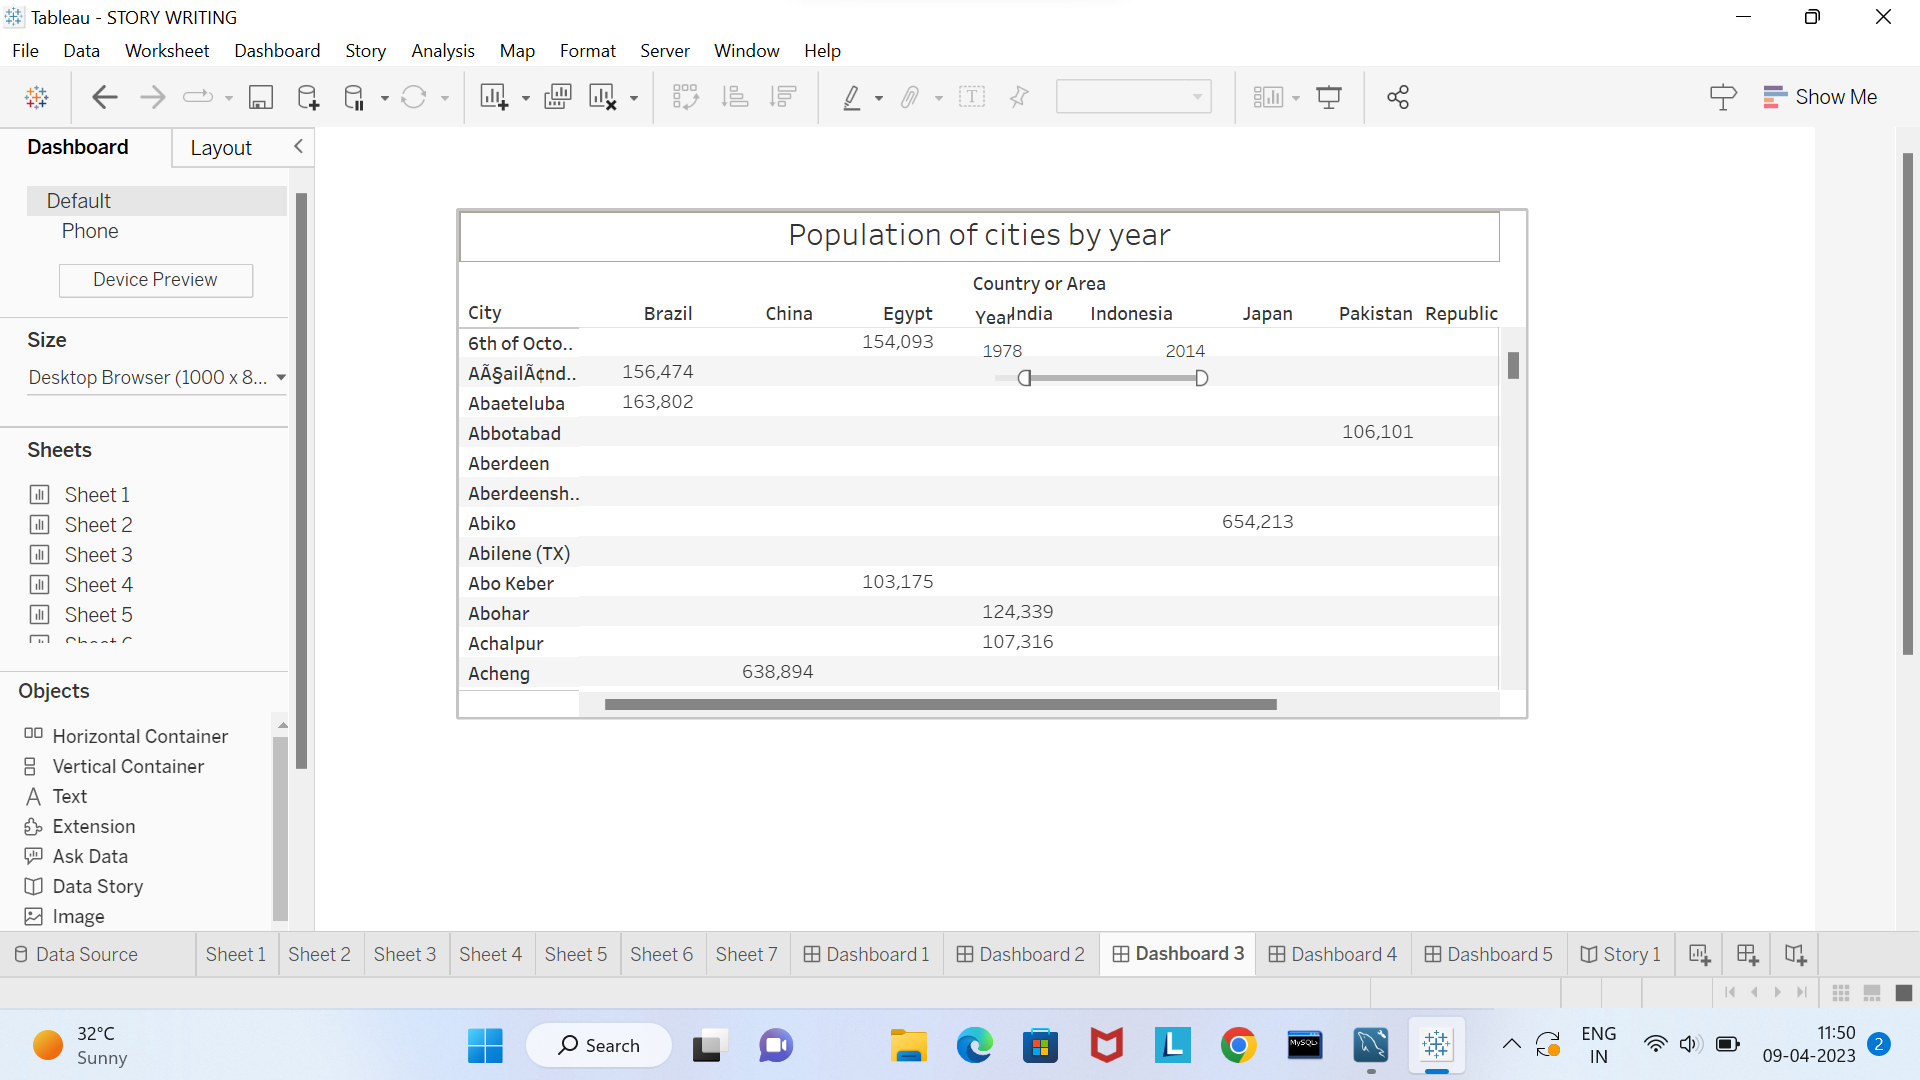 Tableau - STORY WRITING
File Data Worksheet Dashboard Story Analysis Map Format Server Window Help
Show Me
Dashboard Layout
Default
Phone
Device Preview
Size
Desktop Browser (1000 x 8...
Sheets
Sheet 1
Sheet 2
Sheet 3
Sheet 4
Sheet 5
Objects
Horizontal Container
Vertical Container
Text
Extension
Ask Data
Data Story
Image
Population of cities by year
Country or Area
City Brazil China Egypt India Indonesia Japan Pakistan Republic
Year
1978 2014
6th of Octo.. 154,093
AÃ§ailÃ¢nd.. 156,474
Abaeteluba 163,802
Abbotabad 106,101
Aberdeen
Aberdeensh..
Abiko 654,213
Abilene (TX)
Abo Keber 103,175
Abohar 124,339
Achalpur 107,316
Acheng 638,894
Data Source Sheet 1 Sheet 2 Sheet 3 Sheet 4 Sheet 5 Sheet 6 Sheet 7 Dashboard 1 Dashboard 2 Dashboard 3 Dashboard 4 Dashboard 5 Story 1
32°C
Sunny
Search
MySQL
ENG
IN
11:50
09-04-2023
2